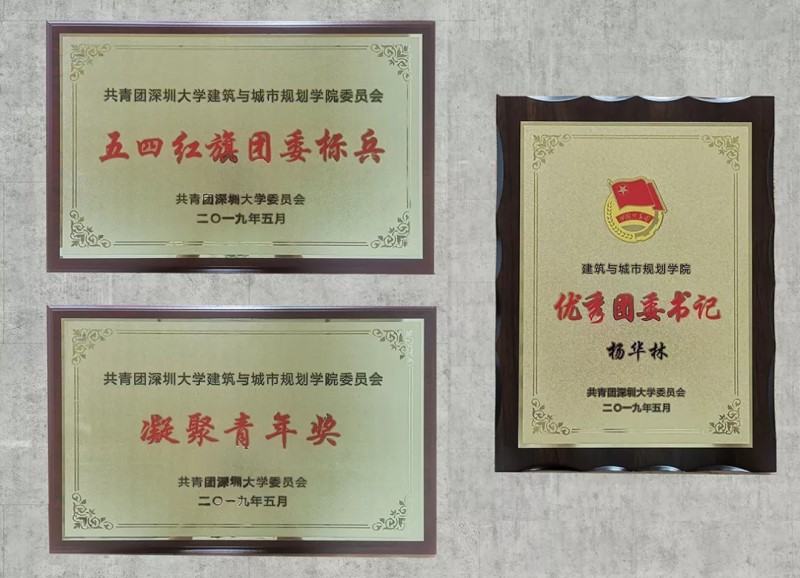 共青团深圳大学建筑与城市规划学院委员会
五四红旗团委标兵
共青团深圳大学委员会
二〇一九年五月
共青团深圳大学建筑与城市规划学院委员会
凝聚青年奖
共青团深圳大学委员会
二〇一九年五月
建筑与城市规划学院
优秀团委书记
杨华林
共青团深圳大学委员会
二〇一九年五月